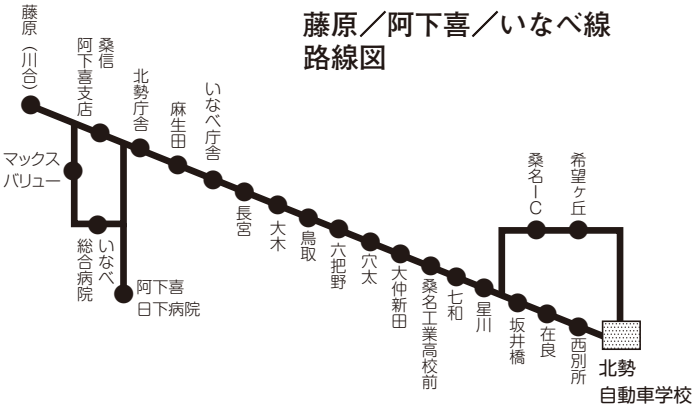 藤原／阿下喜／いなべ線
路線図
藤原（川合）
桑信
阿下喜支店
北勢庁舎
麻生田
いなべ庁舎
マックス
バリュー
いなべ
総合病院
阿下喜
日下病院
長宮
大木
鳥取
六把野
穴太
大仲新田
桑名工業高校前
七和
星川
桑名IC
希望ヶ丘
坂井橋
在良
西別所
北勢
自動車学校